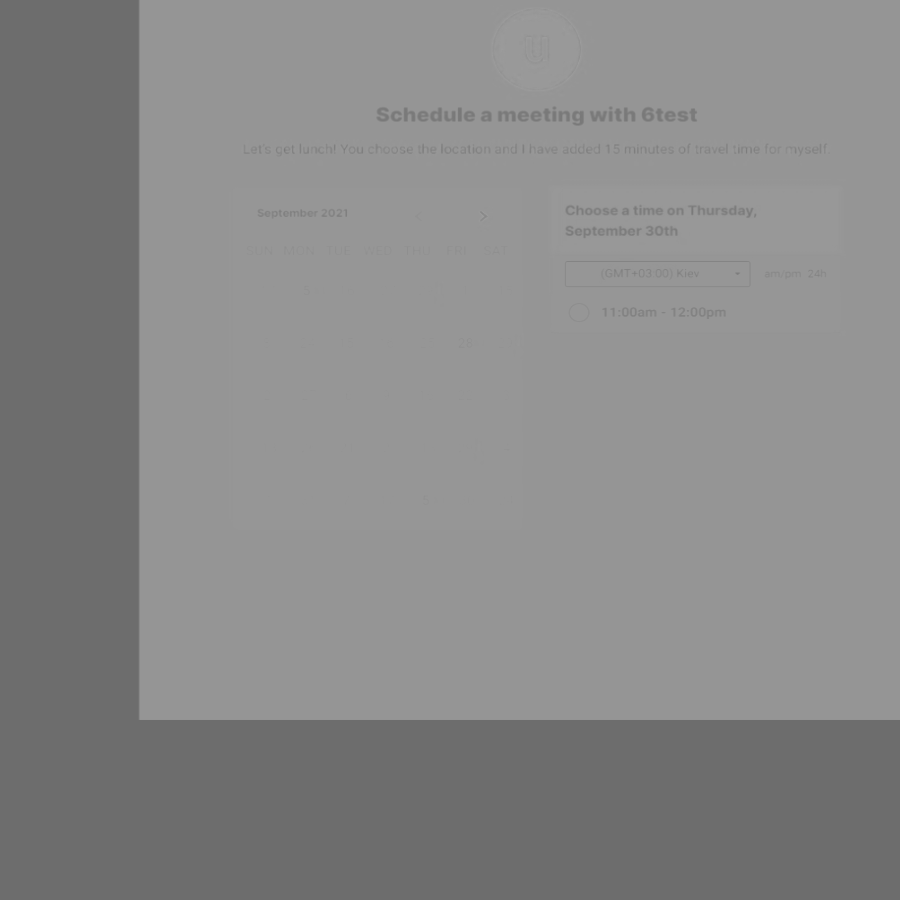 Schedule a meeting with 6test
Let's get lunch! You choose the location and I have added 15 minutes of travel time for myself.
September 2021
SUN MON TUE WED THU FRI SAT
Choose a time on Thursday,
September 30th
(GMT+03:00) Kiev
am/pm 24h
11:00am - 12:00pm